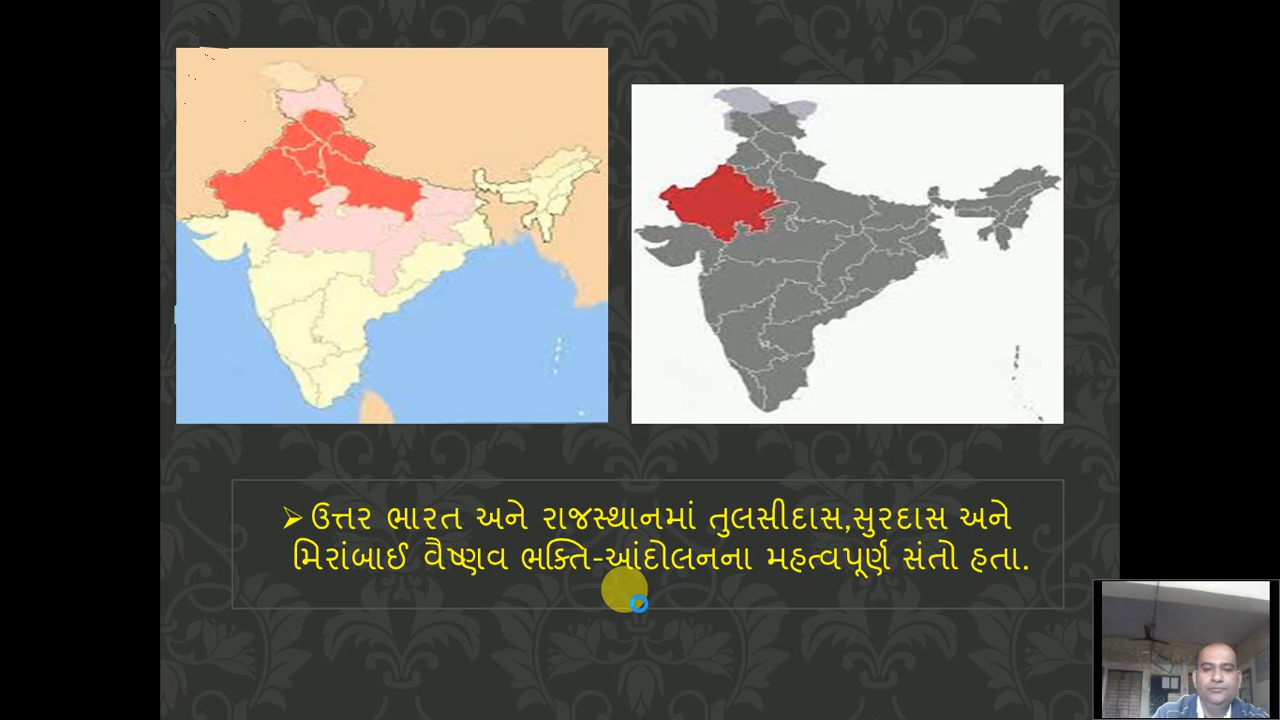 ➢ ઉત્તર ભારત અને રાજસ્થાનમાં તુલસીદાસ,સુરદાસ અને
મિરાંબાઈ વૈષ્ણવ ભક્તિ-આંદોલનના મહત્વપૂર્ણ સંતો હતા.